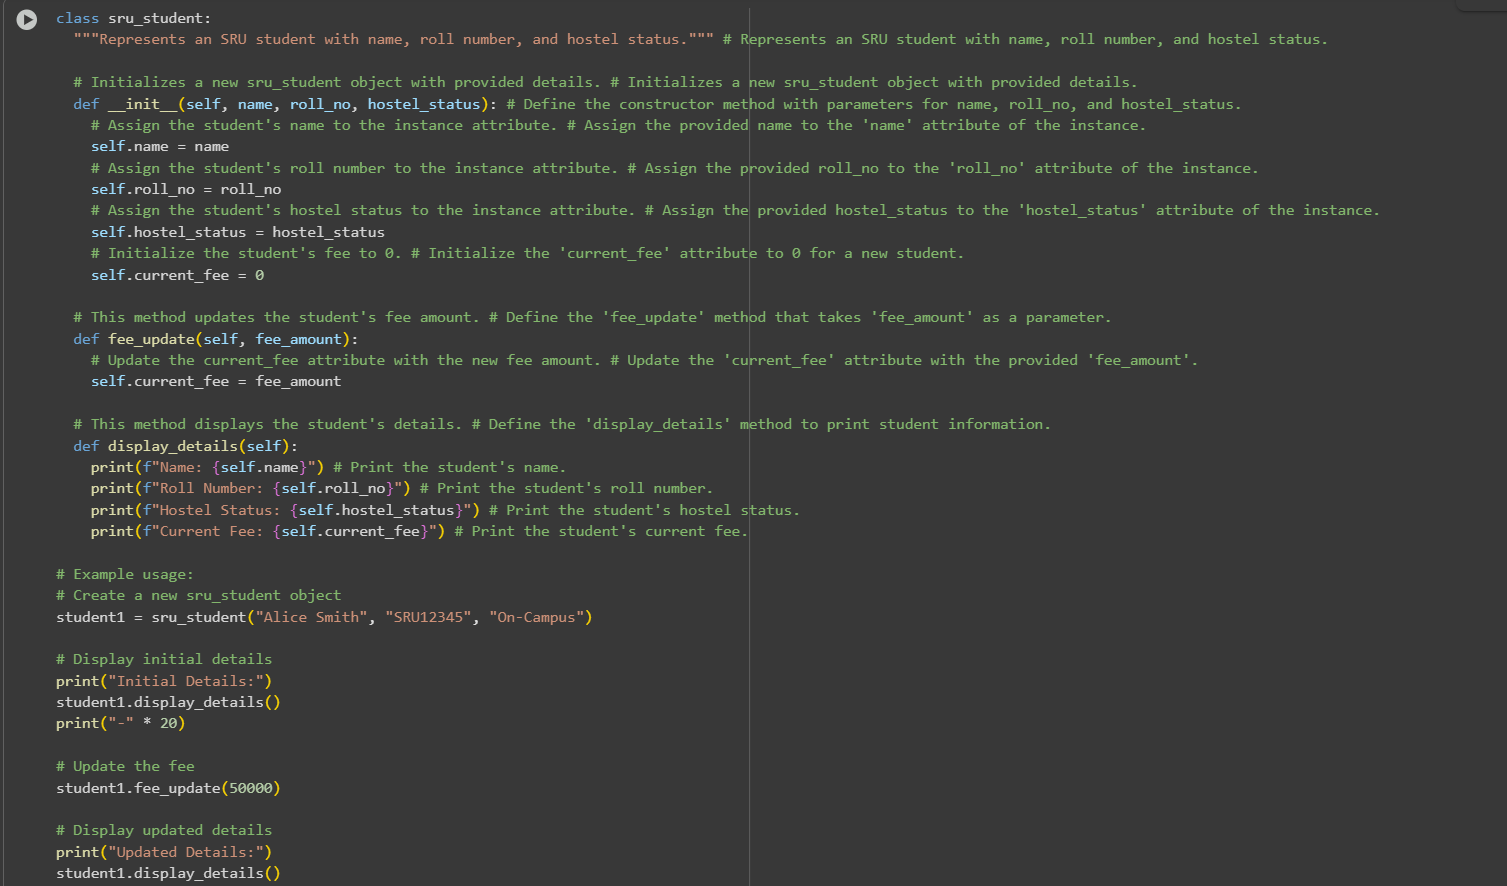 class sru_student:
  """Represents an SRU student with name, roll number, and hostel status.""" # Represents an SRU student with name, roll number, and hostel status.

  # Initializes a new sru_student object with provided details. # Initializes a new sru_student object with provided details.
  def __init__(self, name, roll_no, hostel_status): # Define the constructor method with parameters for name, roll_no, and hostel_status.
    # Assign the student's name to the instance attribute. # Assign the provided name to the 'name' attribute of the instance.
    self.name = name
    # Assign the student's roll number to the instance attribute. # Assign the provided roll_no to the 'roll_no' attribute of the instance.
    self.roll_no = roll_no
    # Assign the student's hostel status to the instance attribute. # Assign the provided hostel_status to the 'hostel_status' attribute of the instance.
    self.hostel_status = hostel_status
    # Initialize the student's fee to 0. # Initialize the 'current_fee' attribute to 0 for a new student.
    self.current_fee = 0

  # This method updates the student's fee amount. # Define the 'fee_update' method that takes 'fee_amount' as a parameter.
  def fee_update(self, fee_amount):
    # Update the current_fee attribute with the new fee amount. # Update the 'current_fee' attribute with the provided 'fee_amount'.
    self.current_fee = fee_amount

  # This method displays the student's details. # Define the 'display_details' method to print student information.
  def display_details(self):
    print(f"Name: {self.name}") # Print the student's name.
    print(f"Roll Number: {self.roll_no}") # Print the student's roll number.
    print(f"Hostel Status: {self.hostel_status}") # Print the student's hostel status.
    print(f"Current Fee: {self.current_fee}") # Print the student's current fee.

# Example usage:
# Create a new sru_student object
student1 = sru_student("Alice Smith", "SRU12345", "On-Campus")

# Display initial details
print("Initial Details:")
student1.display_details()
print("-" * 20)

# Update the fee
student1.fee_update(50000)

# Display updated details
print("Updated Details:")
student1.display_details()